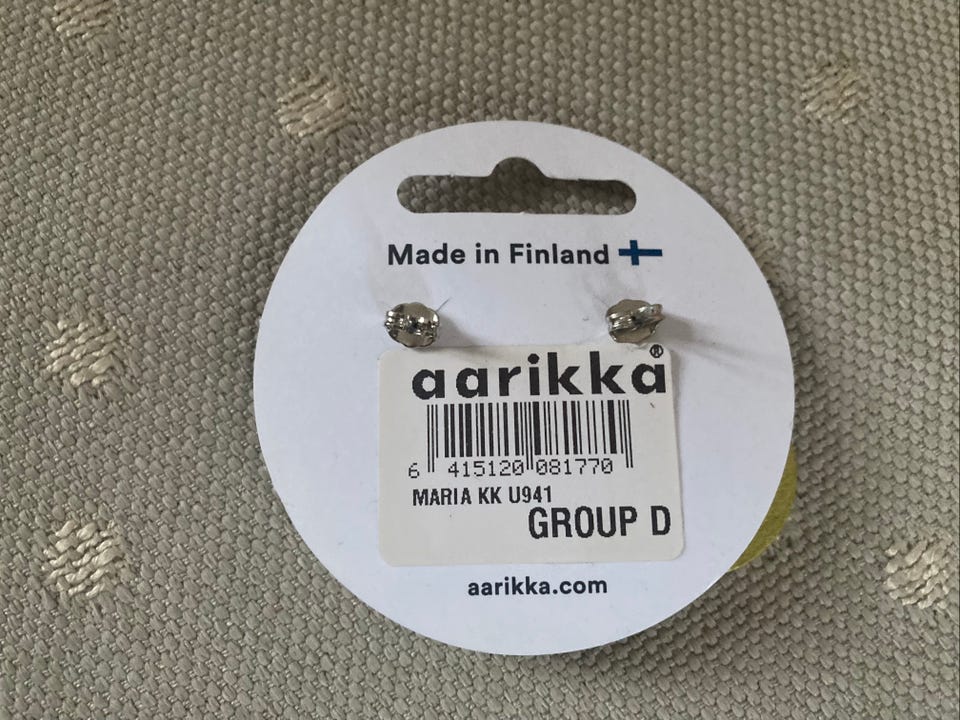 Made in Finland
aarikka®
6 415120 081770
MARIA KK U941
GROUP D
aarikka.com